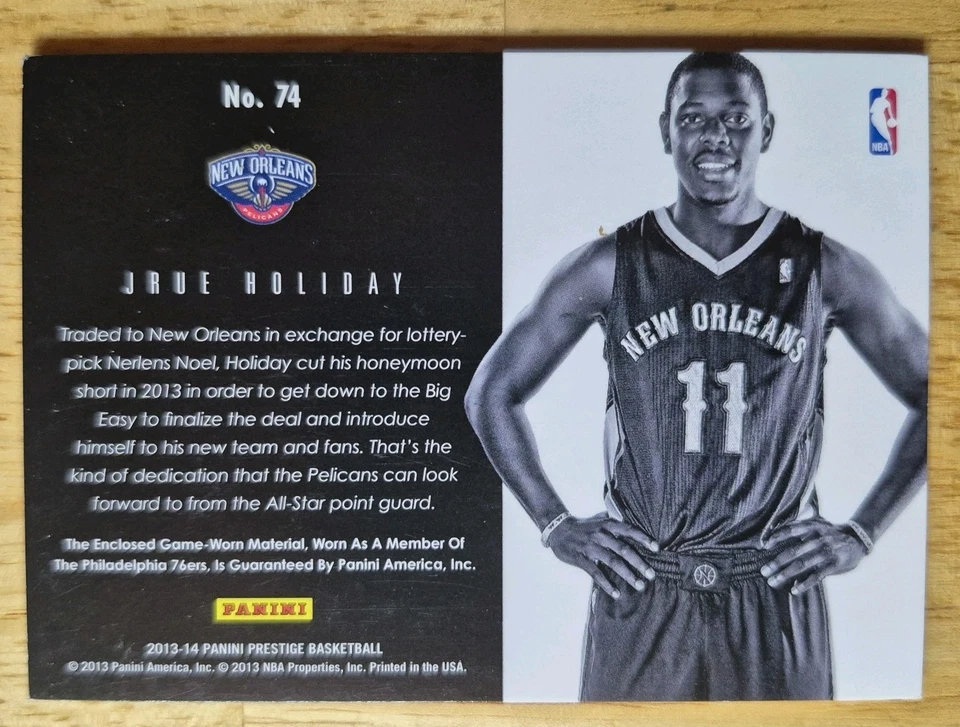 No. 74
NEW ORLEANS
PELICANS
JRUE HOLIDAY
Traded to New Orleans in exchange for lottery-
pick Nerlens Noel, Holiday cut his honeymoon
short in 2013 in order to get down to the Big
Easy to finalize the deal and introduce
himself to his new team and fans. That's the
kind of dedication that the Pelicans can look
forward to from the All-Star point guard.
The Enclosed Game-Worn Material, Worn As A Member Of
The Philadelphia 76ers, Is Guaranteed By Panini America, Inc.
PANINI
2013-14 PANINI PRESTIGE BASKETBALL
© 2013 Panini America, Inc. © 2013 NBA Properties, Inc. Printed in the USA.
NBA
NEW ORLEANS
11